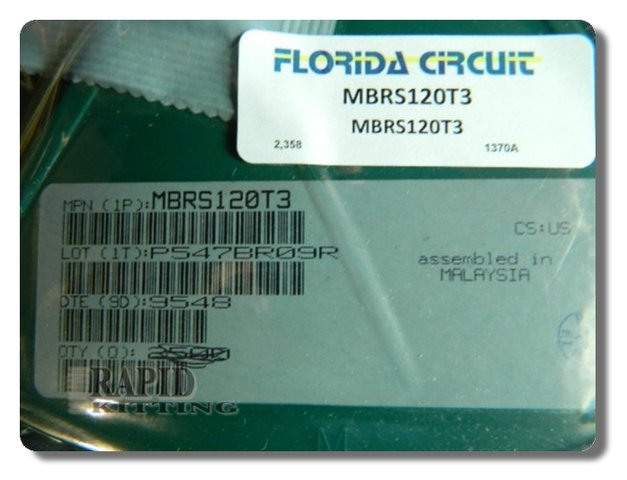 FLORIDA CIRCUIT
MBRS120T3
MBRS120T3
2,358 1370A
MPN (1P):MBRS120T3
CS:US
LOT (1T):P547BR09R
assembled in
MALAYSIA
DTE (9D):9548
QTY (Q): 2500
RAPID
KITTING